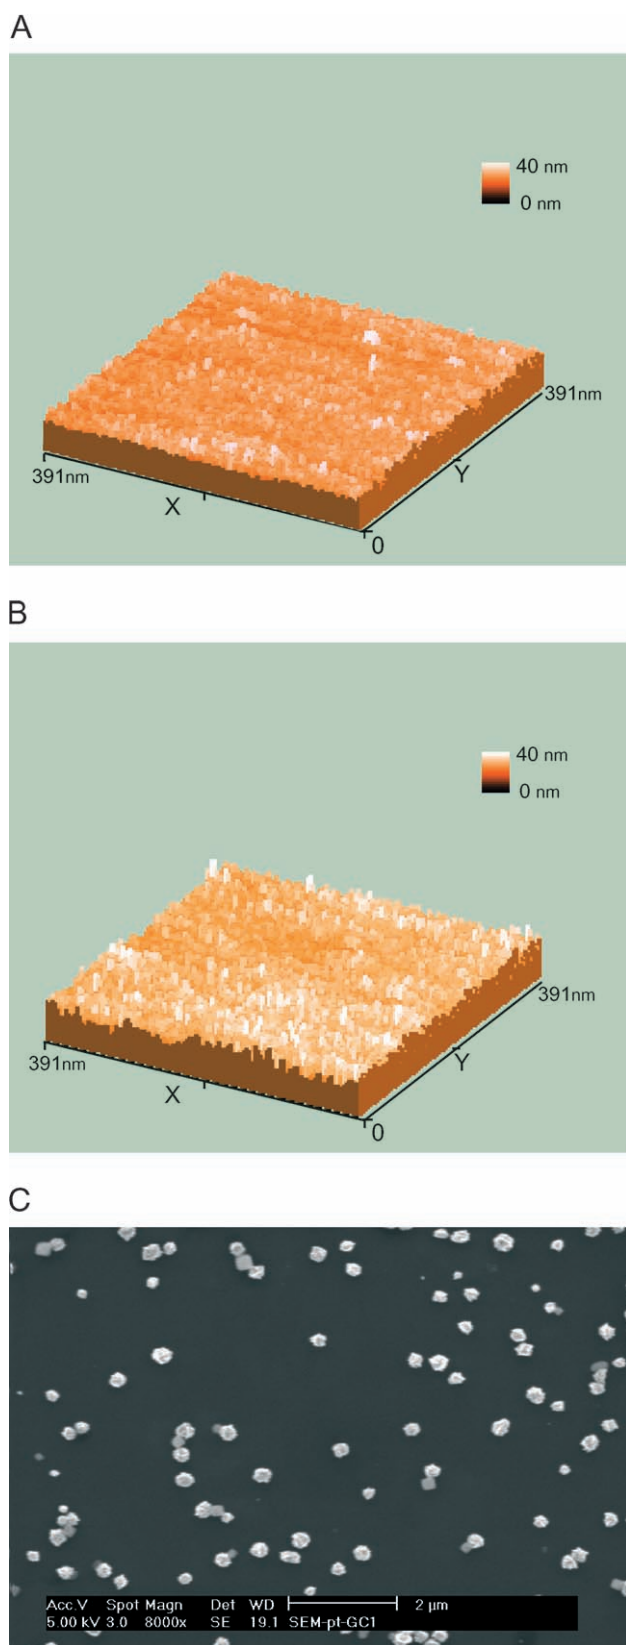 A
40 nm
0 nm
391nm
391nm
Y
X
0
B
40 nm
0 nm
391nm
391nm
Y
X
0
C
Acc.V Spot Magn Det WD 2 µm
5.00 kV 3.0 8000x SE 19.1 SEM-pt-GC1